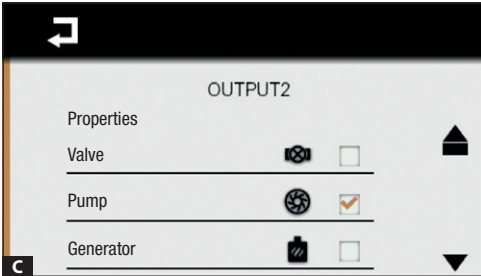 OUTPUT2
Properties
Valve
Pump
Generator
C